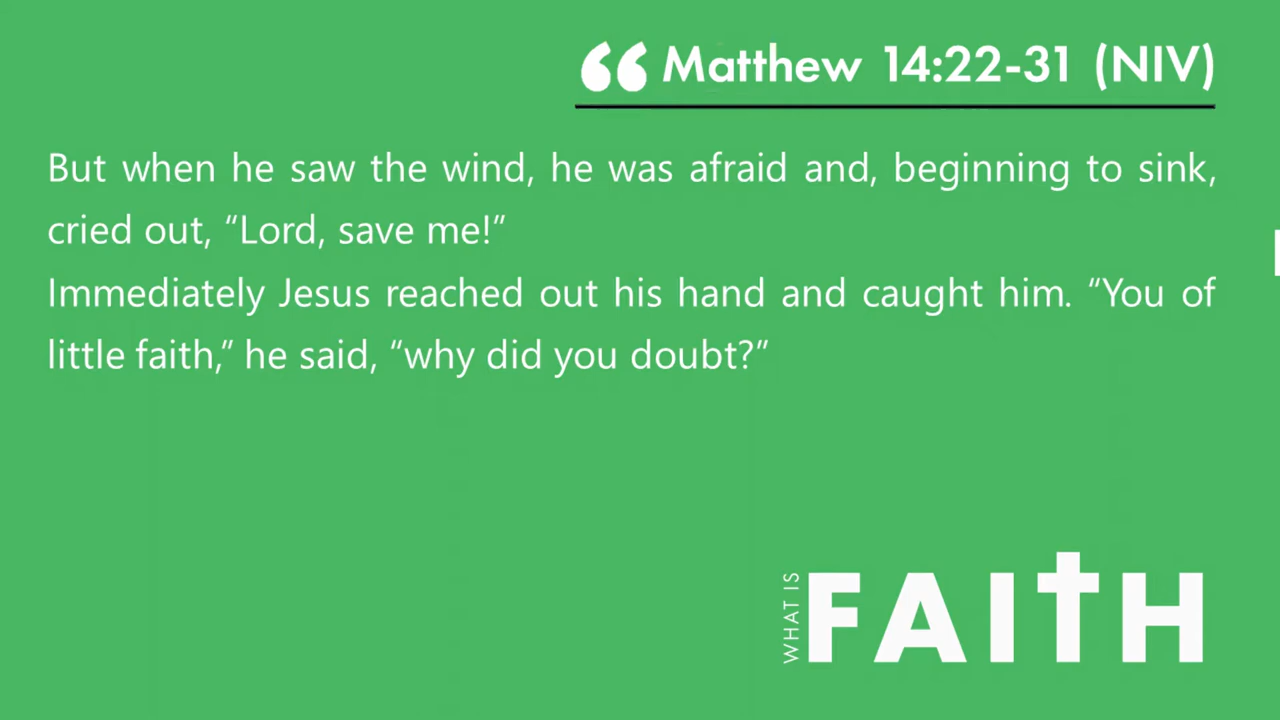 “ Matthew 14:22-31 (NIV)
But when he saw the wind, he was afraid and, beginning to sink,
cried out, “Lord, save me!”
Immediately Jesus reached out his hand and caught him. “You of
little faith,” he said, “why did you doubt?”
WHAT IS
FAITH